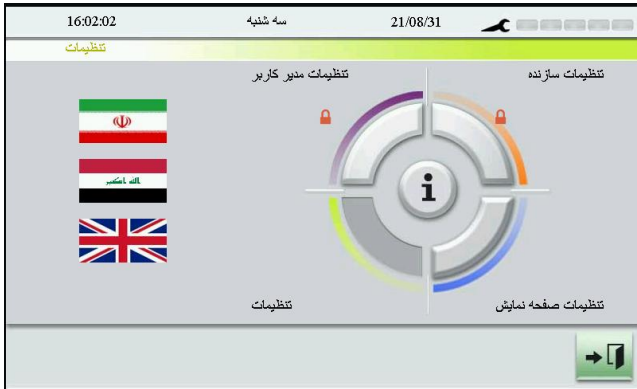 16:02:02 سه شنبه 21/08/31
تنظیمات
تنظیمات مدیر کاربر تنظیمات سازنده
الله اكبر
i
تنظیمات تنظیمات صفحه نمایش